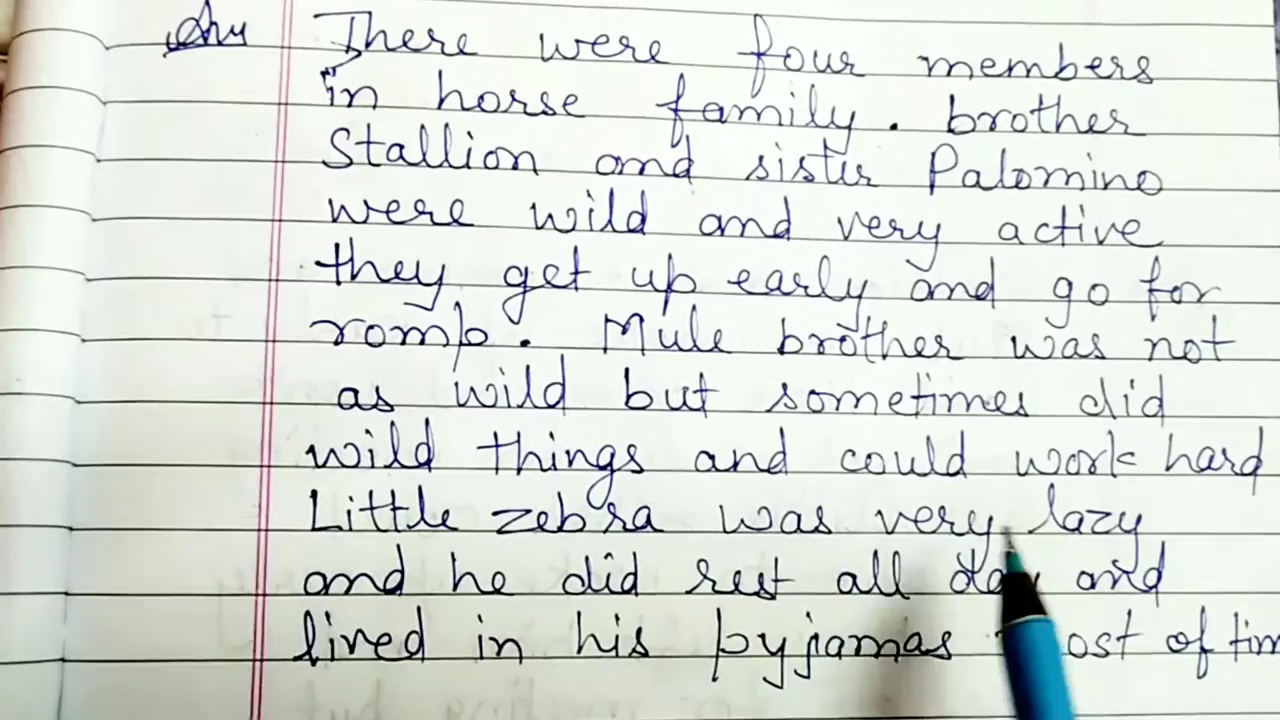 Ans There were four members
in horse family. brother
Stallion and sister Palomino
were wild and very active
they get up early and go for
romp. Mule brother was not
as wild but sometimes did
wild things and could work hard
Little zebra was very lazy
and he did rest all day and
lived in his pyjamas most of tim